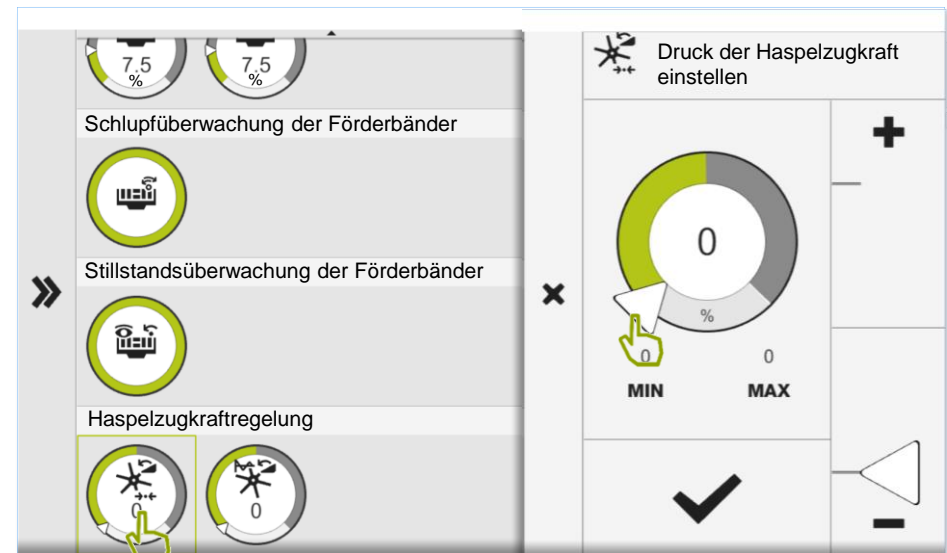 7.5
%
7.5
%
Schlupfüberwachung der Förderbänder
Stillstandsüberwachung der Förderbänder
Haspelzugkraftregelung
0
0
Druck der Haspelzugkraft
einstellen
0
%
0
0
MIN
MAX